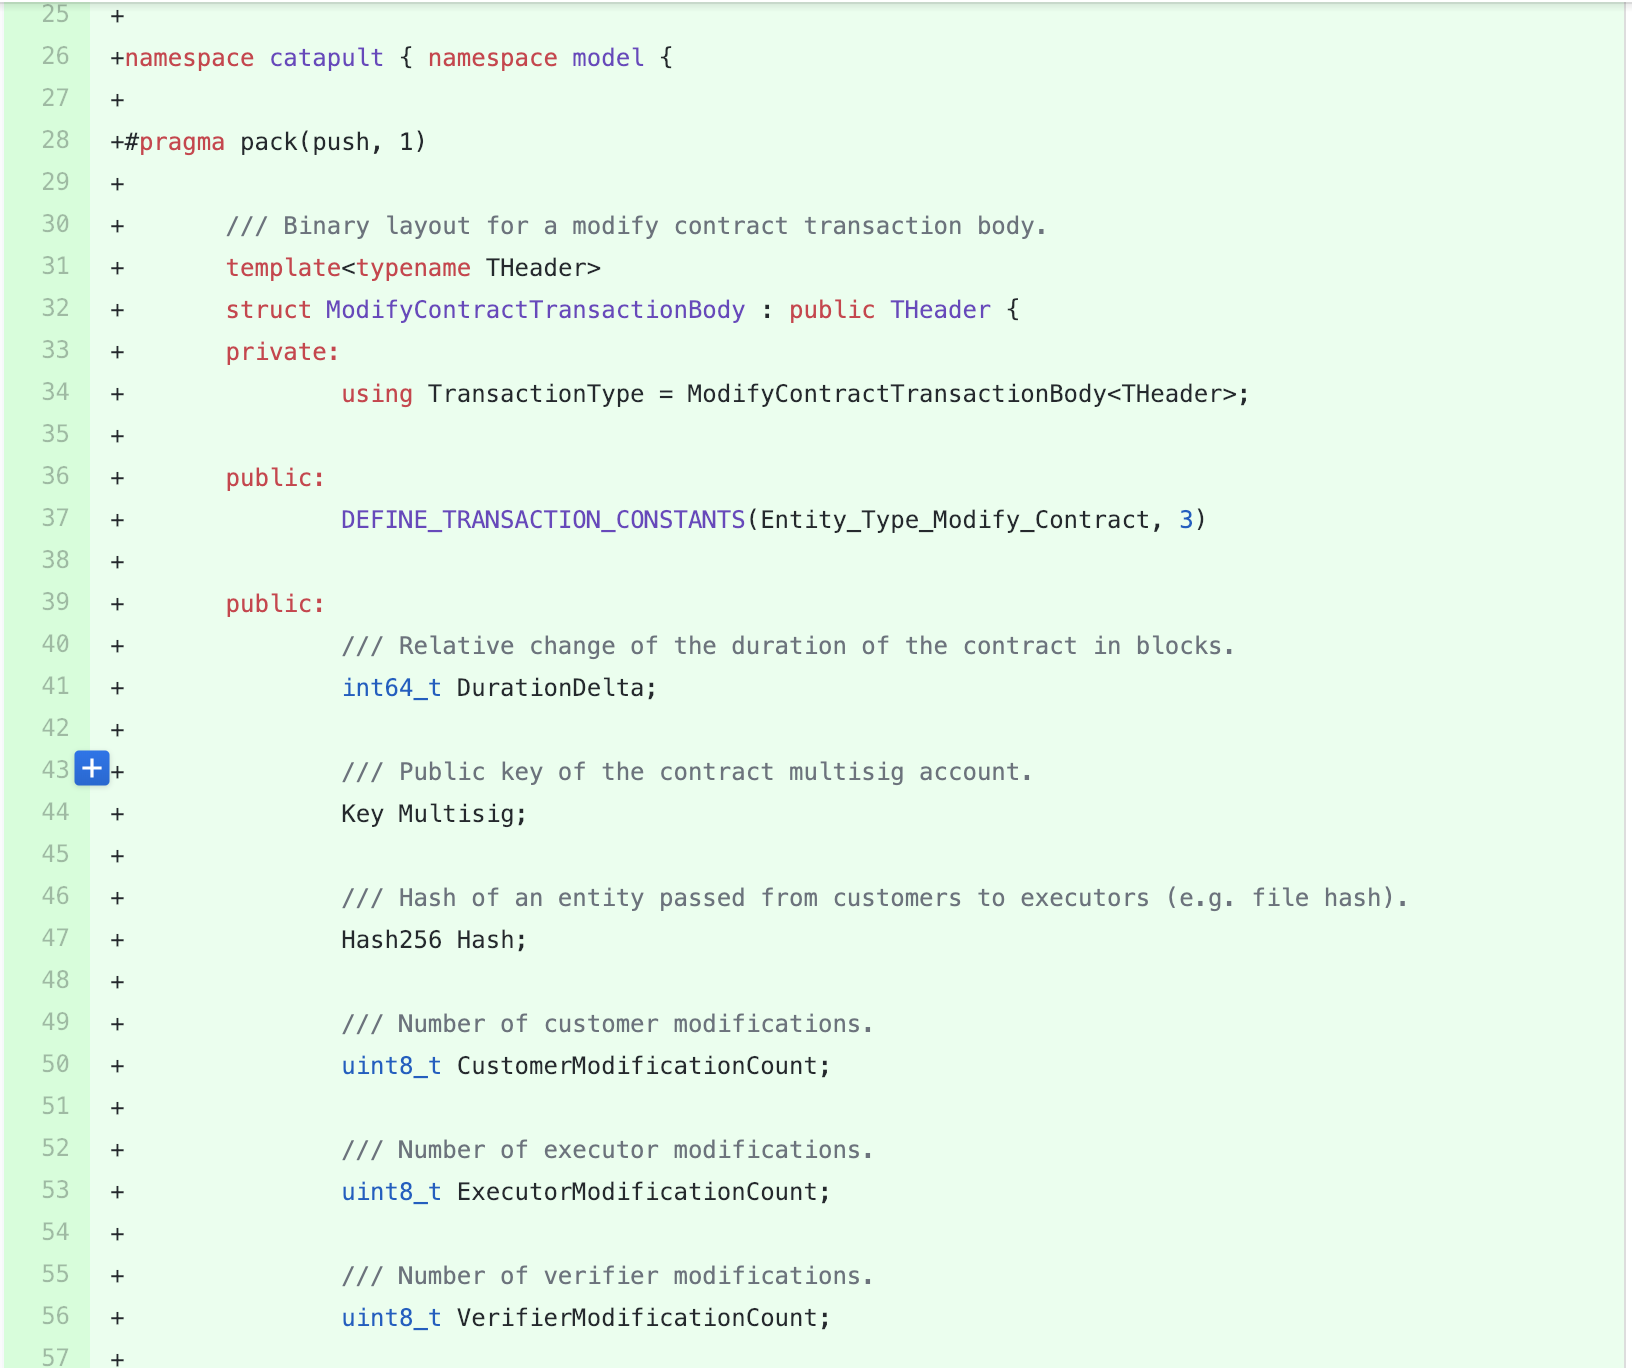 25 +
26 +namespace catapult { namespace model {
27 +
28 +#pragma pack(push, 1)
29 +
30 + /// Binary layout for a modify contract transaction body.
31 + template<typename THeader>
32 + struct ModifyContractTransactionBody : public THeader {
33 + private:
34 + using TransactionType = ModifyContractTransactionBody<THeader>;
35 +
36 + public:
37 + DEFINE_TRANSACTION_CONSTANTS(Entity_Type_Modify_Contract, 3)
38 +
39 + public:
40 + /// Relative change of the duration of the contract in blocks.
41 + int64_t DurationDelta;
42 +
43 + + /// Public key of the contract multisig account.
44 + Key Multisig;
45 +
46 + /// Hash of an entity passed from customers to executors (e.g. file hash).
47 + Hash256 Hash;
48 +
49 + /// Number of customer modifications.
50 + uint8_t CustomerModificationCount;
51 +
52 + /// Number of executor modifications.
53 + uint8_t ExecutorModificationCount;
54 +
55 + /// Number of verifier modifications.
56 + uint8_t VerifierModificationCount;
57 +